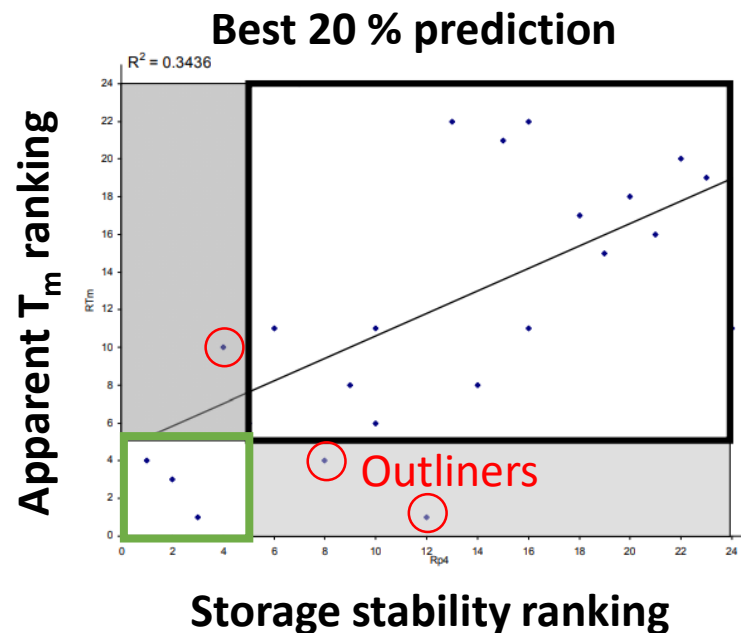 Best 20 % prediction
R² = 0.3436
24
22
20
18
16
14
12
10
8
6
4
2
0
Apparent Tm ranking
RTm
Outliners
0 2 4 6 8 10 12 14 16 18 20 22 24
Rp4
Storage stability ranking